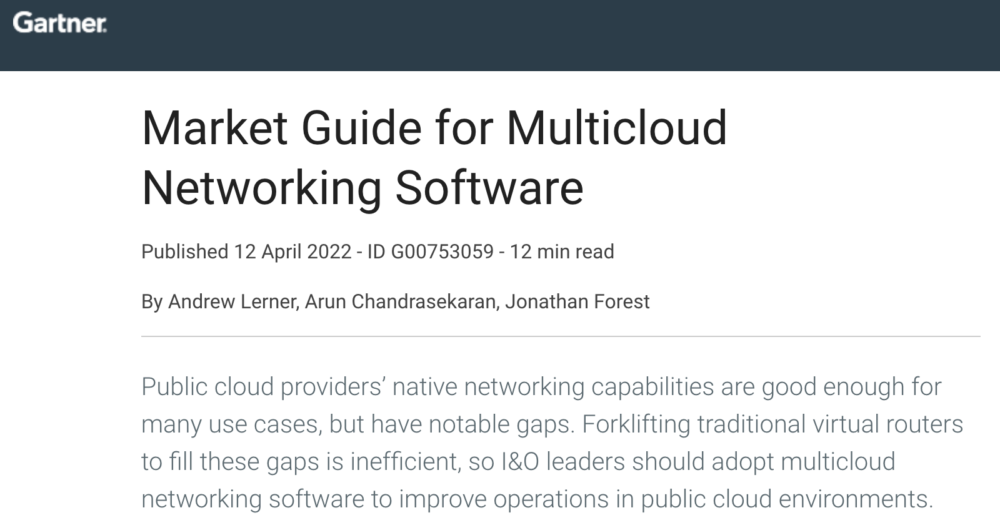 Gartner.
Market Guide for Multicloud
Networking Software
Published 12 April 2022 - ID G00753059 - 12 min read
By Andrew Lerner, Arun Chandrasekaran, Jonathan Forest
Public cloud providers’ native networking capabilities are good enough for
many use cases, but have notable gaps. Forklifting traditional virtual routers
to fill these gaps is inefficient, so I&O leaders should adopt multicloud
networking software to improve operations in public cloud environments.